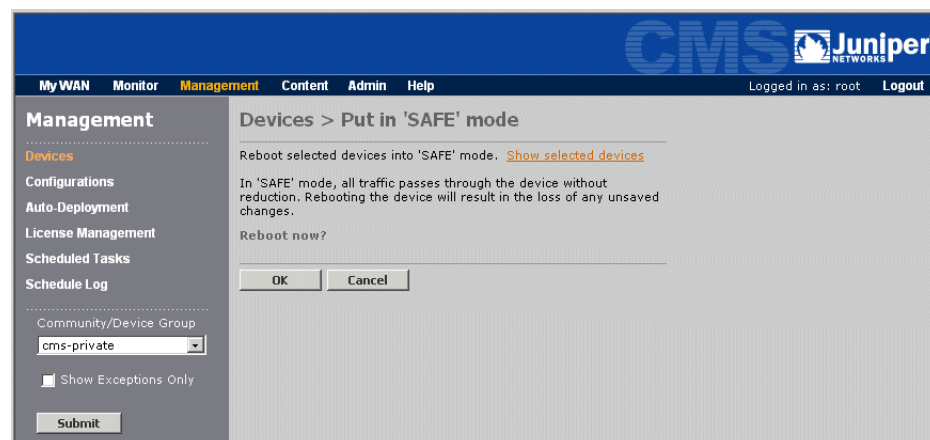 CMS Juniper
NETWORKS
My WAN Monitor Management Content Admin Help Logged in as: root Logout
Management
Devices
Configurations
Auto-Deployment
License Management
Scheduled Tasks
Schedule Log
Community/Device Group
cms-private
Show Exceptions Only
Submit
Devices > Put in 'SAFE' mode
Reboot selected devices into 'SAFE' mode. Show selected devices
In 'SAFE' mode, all traffic passes through the device without
reduction. Rebooting the device will result in the loss of any unsaved
changes.
Reboot now?
OK Cancel